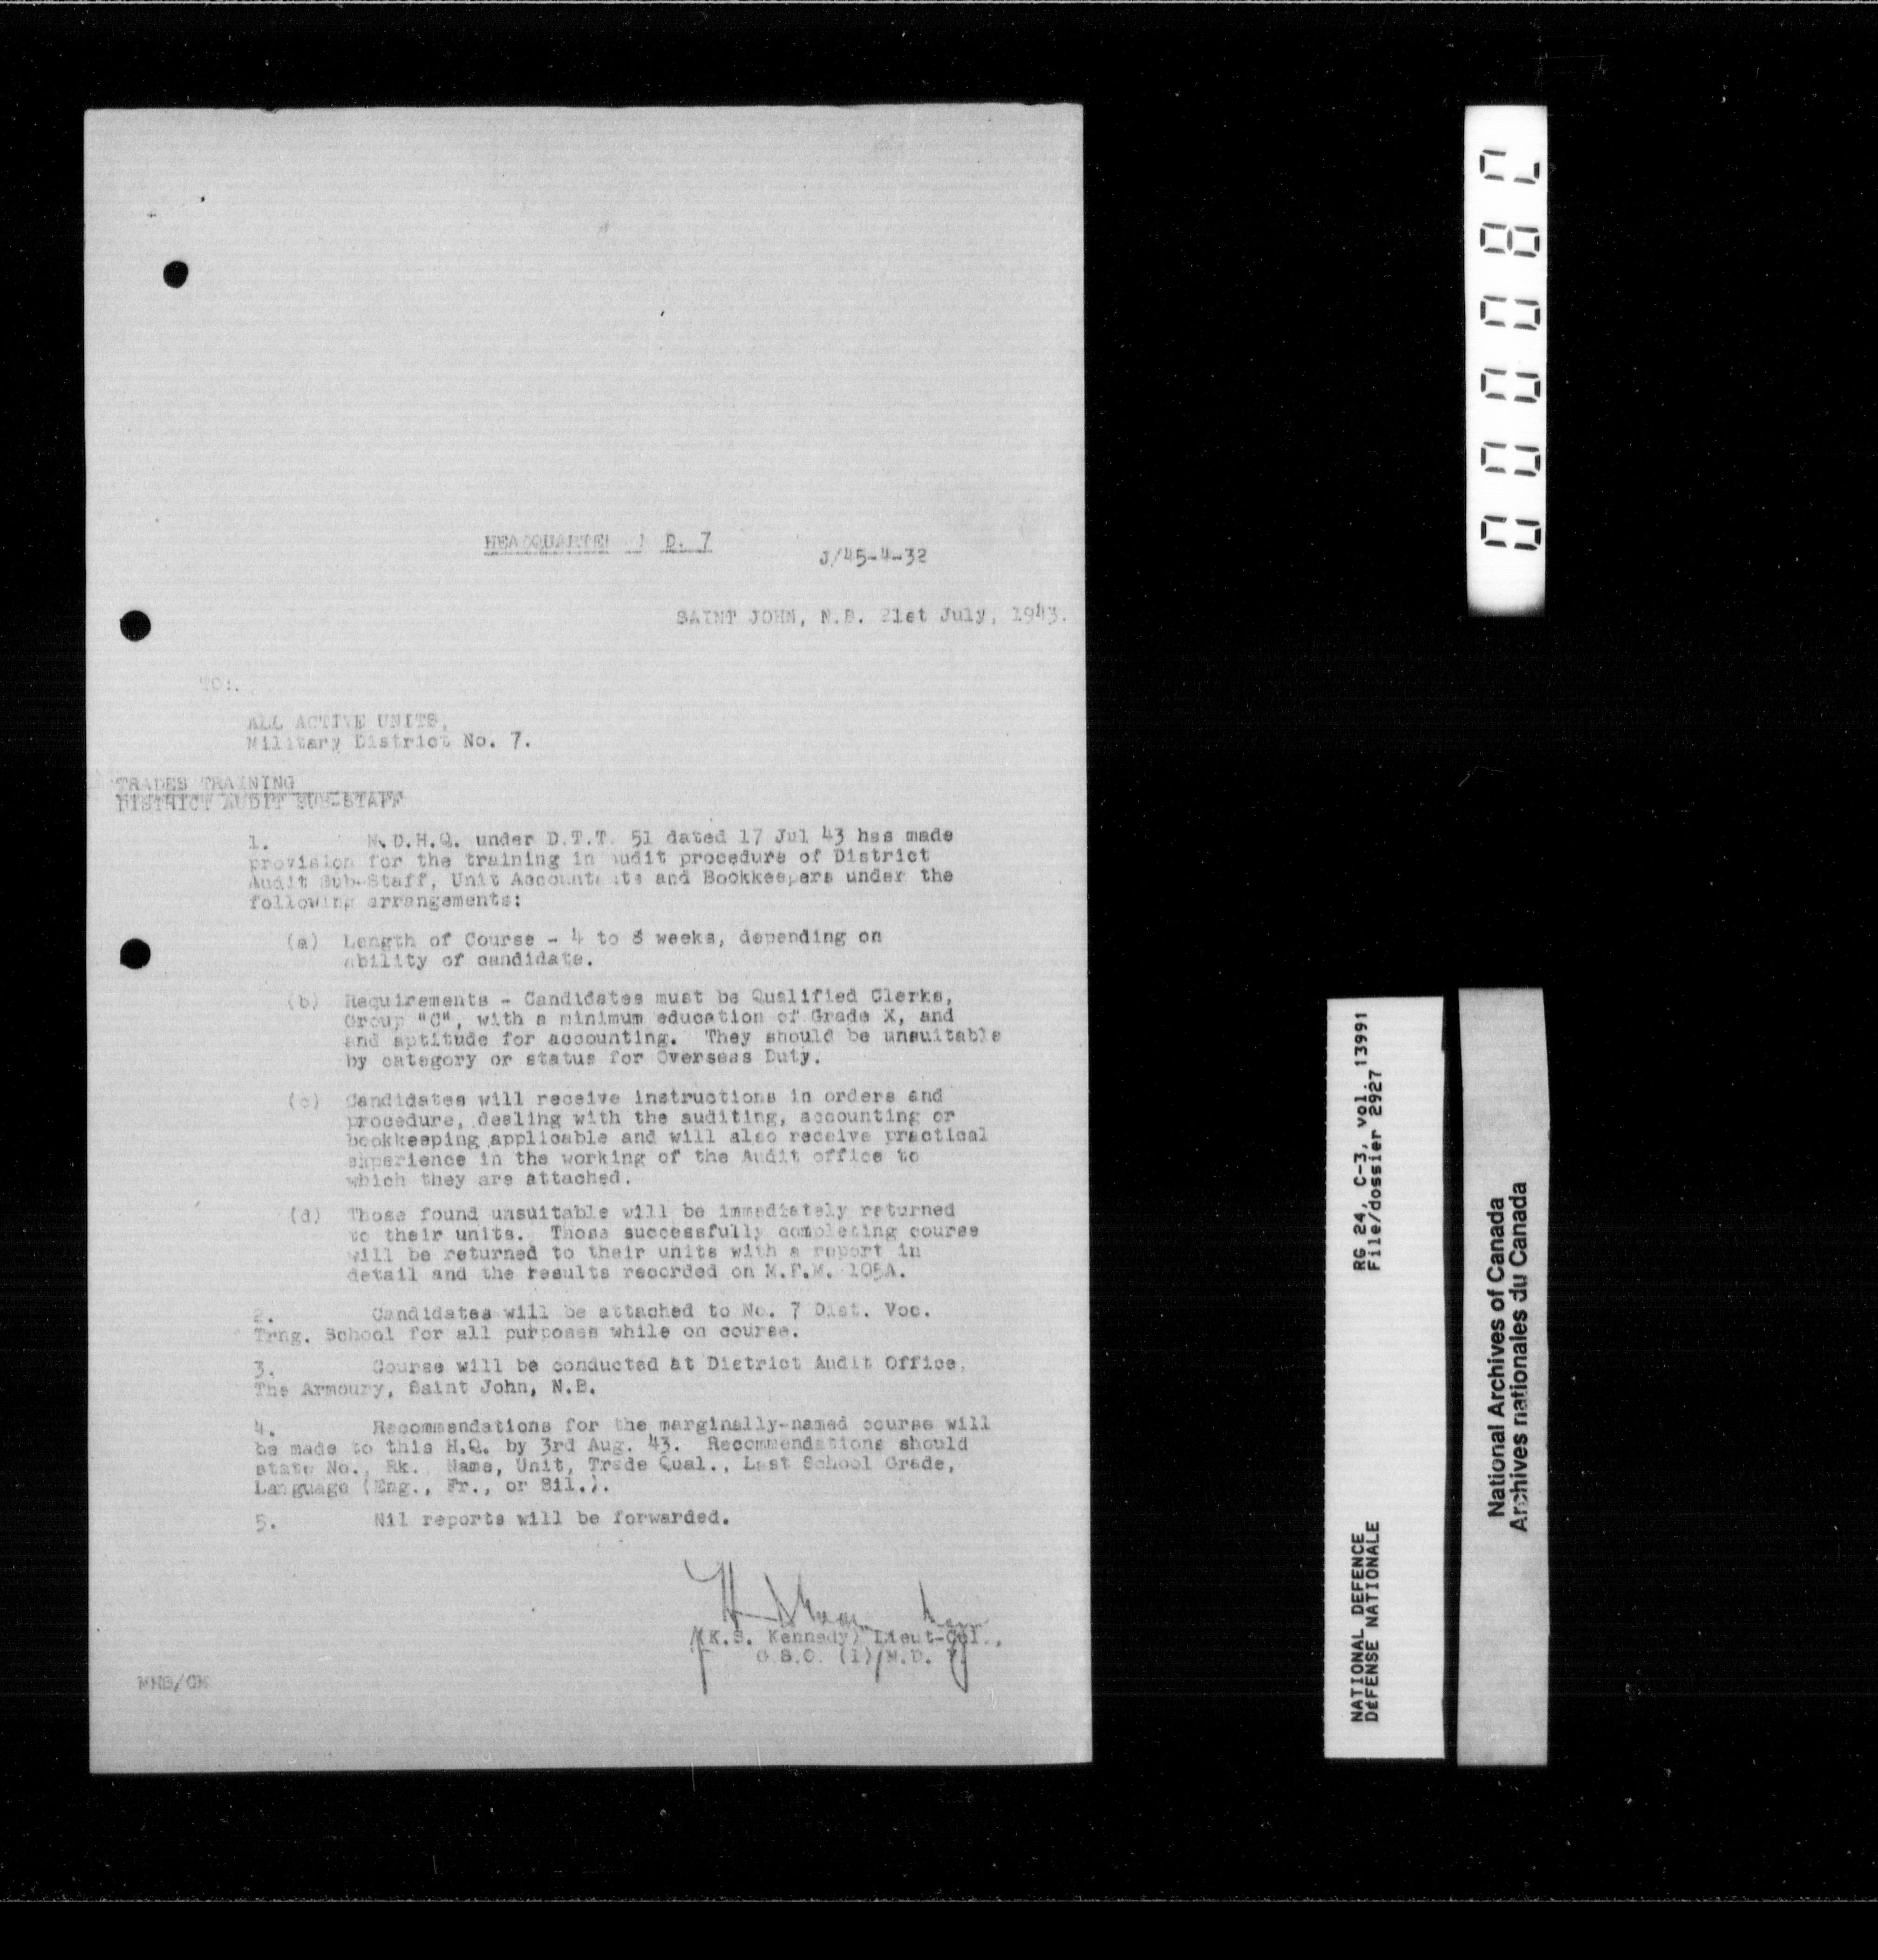 HEADQUARTERS M. D. 7
J/45-4-32
SAINT JOHN, N.B. 21st July, 1943.
TO:.
ALL ACTIVE UNITS,
Military District No. 7.
TRADES TRAINING
DISTRICT AUDIT SUB-STAFF
1. N.D.H.Q. under D.T.T. 51 dated 17 Jul 43 has made
provision for the training in audit procedure of District
Audit Sub-Staff, Unit Accountants and Bookkeepers under the
following arrangements:
(a) Length of Course - 4 to 8 weeks, depending on
ability of candidate.
(b) Requirements - Candidates must be Qualified Clerks,
Group "C", with a minimum education of Grade X, and
and aptitude for accounting. They should be unsuitable
by category or status for Overseas Duty.
(c) Candidates will receive instructions in orders and
procedure, dealing with the auditing, accounting or
bookkeeping applicable and will also receive practical
experience in the working of the Audit office to
which they are attached.
(d) Those found unsuitable will be immediately returned
to their units. Those successfully completing course
will be returned to their units with a report in
detail and the results recorded on M.F.M. 105A.
2. Candidates will be attached to No. 7 Dist. Voc.
Trng. School for all purposes while on course.
3. Course will be conducted at District Audit Office,
The Armoury, Saint John, N.B.
4. Recommendations for the marginally-named course will
be made to this H.Q. by 3rd Aug. 43. Recommendations should
state No., Rk. Name, Unit, Trade Qual., Last School Grade,
Language (Eng., Fr., or Bil.).
5. Nil reports will be forwarded.
(K.S. Kennedy) Lieut-Col.,
G.S.O. (1) M.D. 7
MHS/CM
000087
RG 24, C-3, vol. 13991
File/dossier 2927
NATIONAL DEFENCE
DéFENSE NATIONALE
National Archives of Canada
Archives nationales du Canada